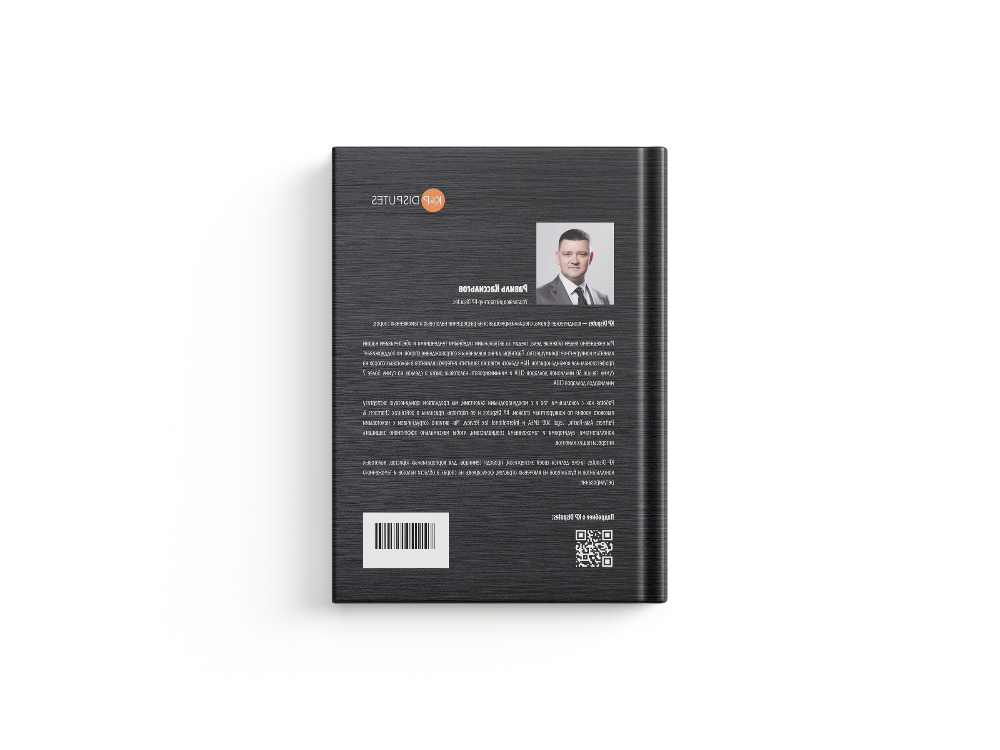 K&P DISPUTES
Равиль Кассильгов
Управляющий партнер KP Disputes
KP Disputes — юридическая фирма, специализирующаяся на разрешении налоговых и таможенных споров.
Мы ежедневно ведём сложные дела, следим за актуальными судебными тенденциями и обеспечиваем нашим
клиентам конкурентное преимущество. Партнёры лично вовлечены в сопровождение споров, их поддерживает
профессиональная команда юристов. Нам удалось успешно защитить интересы клиентов в налоговых спорах на
сумму свыше 50 миллионов долларов США и минимизировать налоговые риски в сделках на сумму более 2
миллиардов долларов США.
Работая как с локальными, так и с международными клиентами, мы предлагаем юридическую экспертизу
высокого уровня по конкурентным ставкам. KP Disputes и ее партнеры признаны в рейтингах Chambers &
Partners Asia-Pacific, Legal 500 EMEA и International Tax Review. Мы активно сотрудничаем с налоговыми
консультантами, аудиторами и таможенными специалистами, чтобы максимально эффективно защищать
интересы наших клиентов.
KP Disputes также делится своей экспертизой, проводя семинары для корпоративных юристов, налоговых
консультантов и бухгалтеров из ключевых отраслей, фокусируясь на спорах в области налогов и таможенного
регулирования.
Подробнее о KP Disputes: